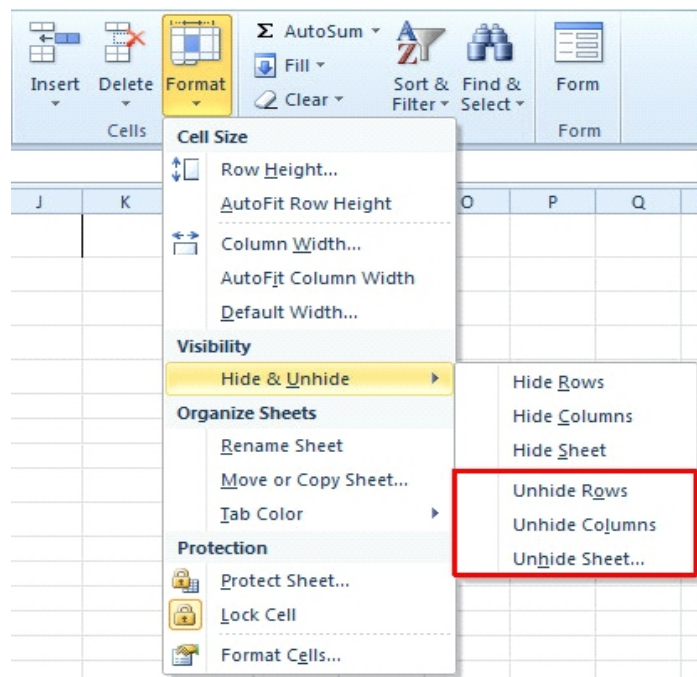 Σ AutoSum
Fill
Clear
Insert Delete Format
Sort & Filter
Find & Select
Form
Cells
Form
Cell Size
Row Height...
AutoFit Row Height
J K O P Q
Column Width...
AutoFit Column Width
Default Width...
Visibility
Hide & Unhide
Hide Rows
Hide Columns
Hide Sheet
Unhide Rows
Unhide Columns
Unhide Sheet...
Organize Sheets
Rename Sheet
Move or Copy Sheet...
Tab Color
Protection
Protect Sheet...
Lock Cell
Format Cells...